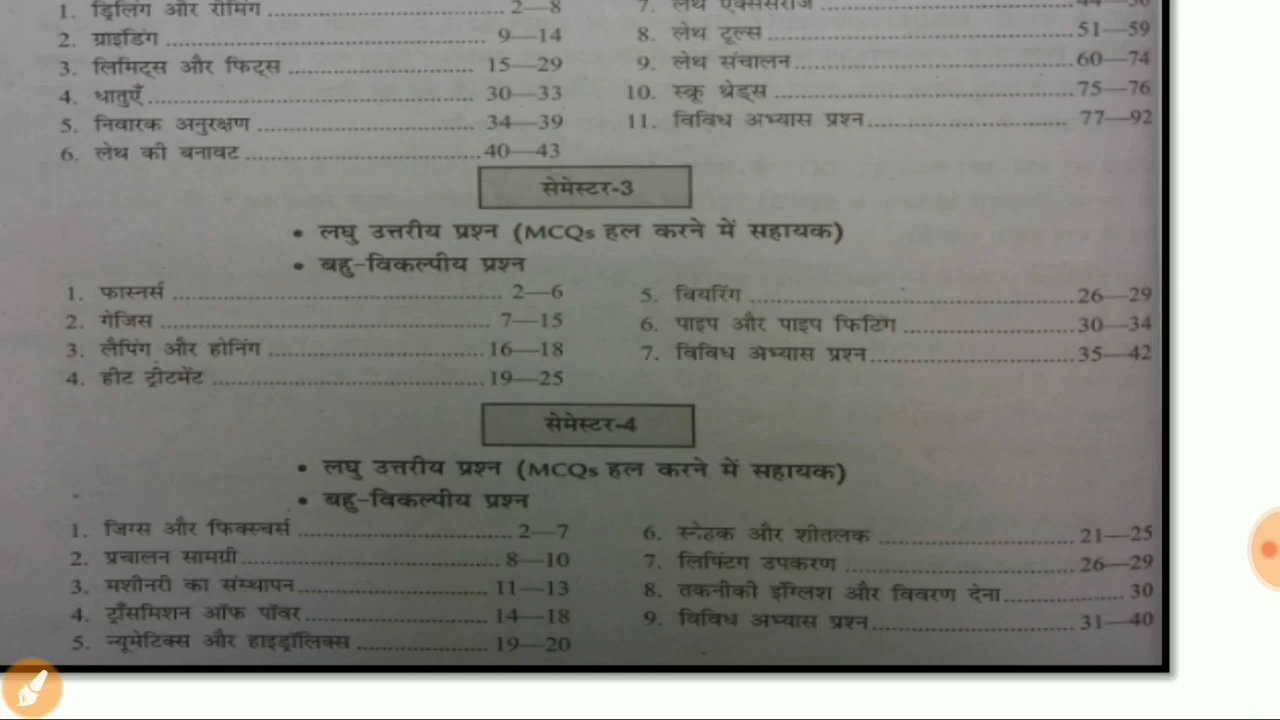 1. ड्रिलिंग और रीमिंग 2—8
2. ग्राइंडिंग 9—14
3. लिमिट्स और फिट्स 15—29
4. धातुएँ 30—33
5. निवारक अनुरक्षण 34—39
6. लेथ की बनावट 40—43
7. लेथ एक्सेसरीज
8. लेथ टूल्स 51—59
9. लेथ संचालन 60—74
10. स्क्रू थ्रेड्स 75—76
11. विविध अभ्यास प्रश्न 77—92
सेमेस्टर-3
• लघु उत्तरीय प्रश्न (MCQs हल करने में सहायक)
• बहु-विकल्पीय प्रश्न
1. फास्नर्स 2—6
2. गेजिस 7—15
3. लैपिंग और होनिंग 16—18
4. हीट ट्रीटमेंट 19—25
5. बियरिंग 26—29
6. पाइप और पाइप फिटिंग 30—34
7. विविध अभ्यास प्रश्न 35—42
सेमेस्टर-4
• लघु उत्तरीय प्रश्न (MCQs हल करने में सहायक)
• बहु-विकल्पीय प्रश्न
1. जिग्स और फिक्स्चर्स 2—7
2. प्रचालन सामग्री 8—10
3. मशीनरी का संस्थापन 11—13
4. ट्राँसमिशन ऑफ पॉवर 14—18
5. न्यूमेटिक्स और हाइड्रॉलिक्स 19—20
6. स्नेहक और शीतलक 21—25
7. लिफ्टिंग उपकरण 26—29
8. तकनीकी इंग्लिश और विवरण देना 30
9. विविध अभ्यास प्रश्न 31—40